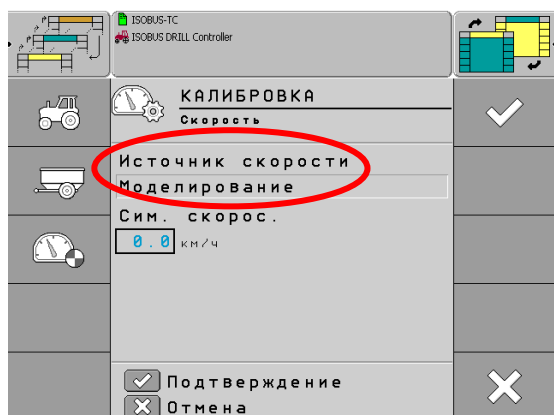 ISOBUS-TC
ISOBUS DRILL Controller
КАЛИБРОВКА
Скорость
Источник скорости
Моделирование
Сим. скорос.
0.0 км/ч
Подтверждение
Отмена